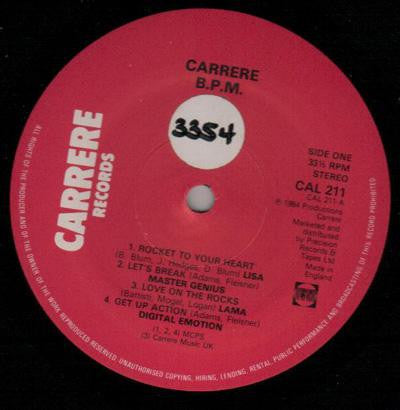 CARRERE
B.P.M.
3354
CARRERE
RECORDS
SIDE ONE
33⅓ RPM
STEREO
CAL 211
CAL 211-A
℗ 1984 Productions
Carrere
Marketed and
distributed
by Precision
Records &
Tapes Ltd
Made in
England
1. ROCKET TO YOUR HEART
(B. Blum, J. Hedges, D. Blum) LISA
2. LET'S BREAK (Adams, Fleisner)
MASTER GENIUS
3. LOVE ON THE ROCKS
(Battisti, Mogol, Logan) LAMA
4. GET UP ACTION (Adams, Fleisner)
DIGITAL EMOTION
(1, 2, 4) MCPS
(3) Carrere Music UK
ALL RIGHTS OF THE PRODUCER AND OF THE OWNER OF THE WORK REPRODUCED RESERVED. UNAUTHORISED COPYING, HIRING, LENDING, RENTAL, PUBLIC PERFORMANCE AND BROADCASTING OF THIS RECORD PROHIBITED.